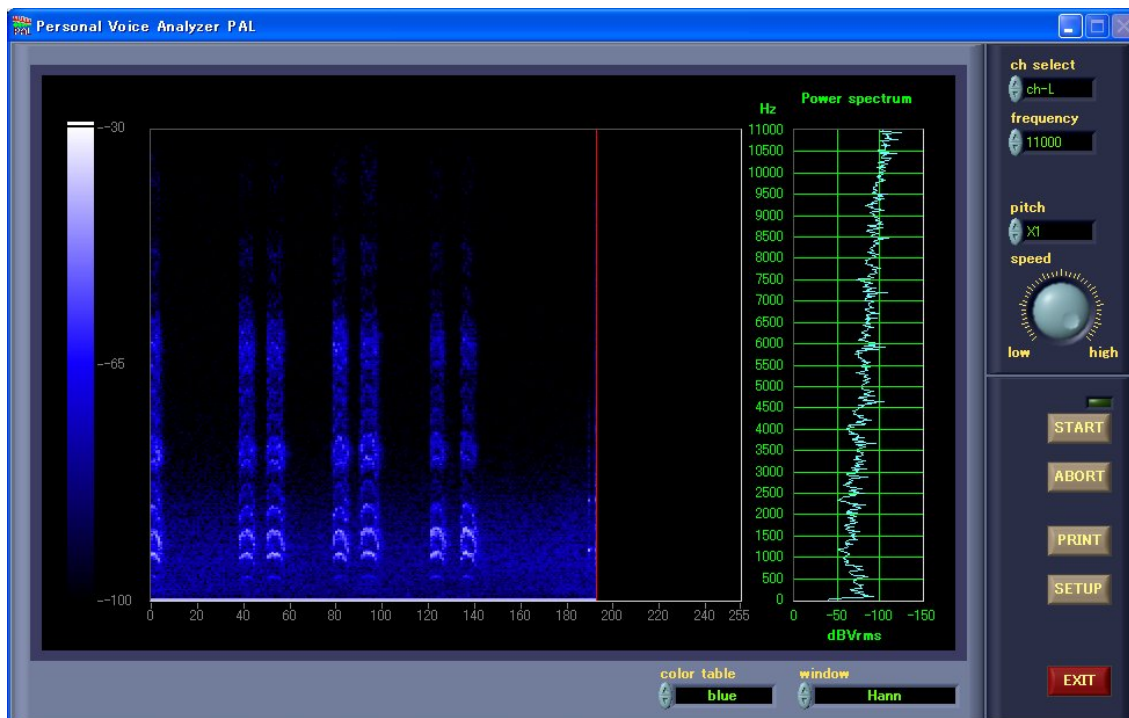 Personal Voice Analyzer PAL
--30
--65
--100
0 20 40 60 80 100 120 140 160 180 200 220 240 255
Hz
11000
10500
10000
9500
9000
8500
8000
7500
7000
6500
6000
5500
5000
4500
4000
3500
3000
2500
2000
1500
1000
500
0
Power spectrum
0 -50 -100 -150
dBVrms
color table
blue
window
Hann
ch select
ch-L
frequency
11000
pitch
X1
speed
low high
START
ABORT
PRINT
SETUP
EXIT